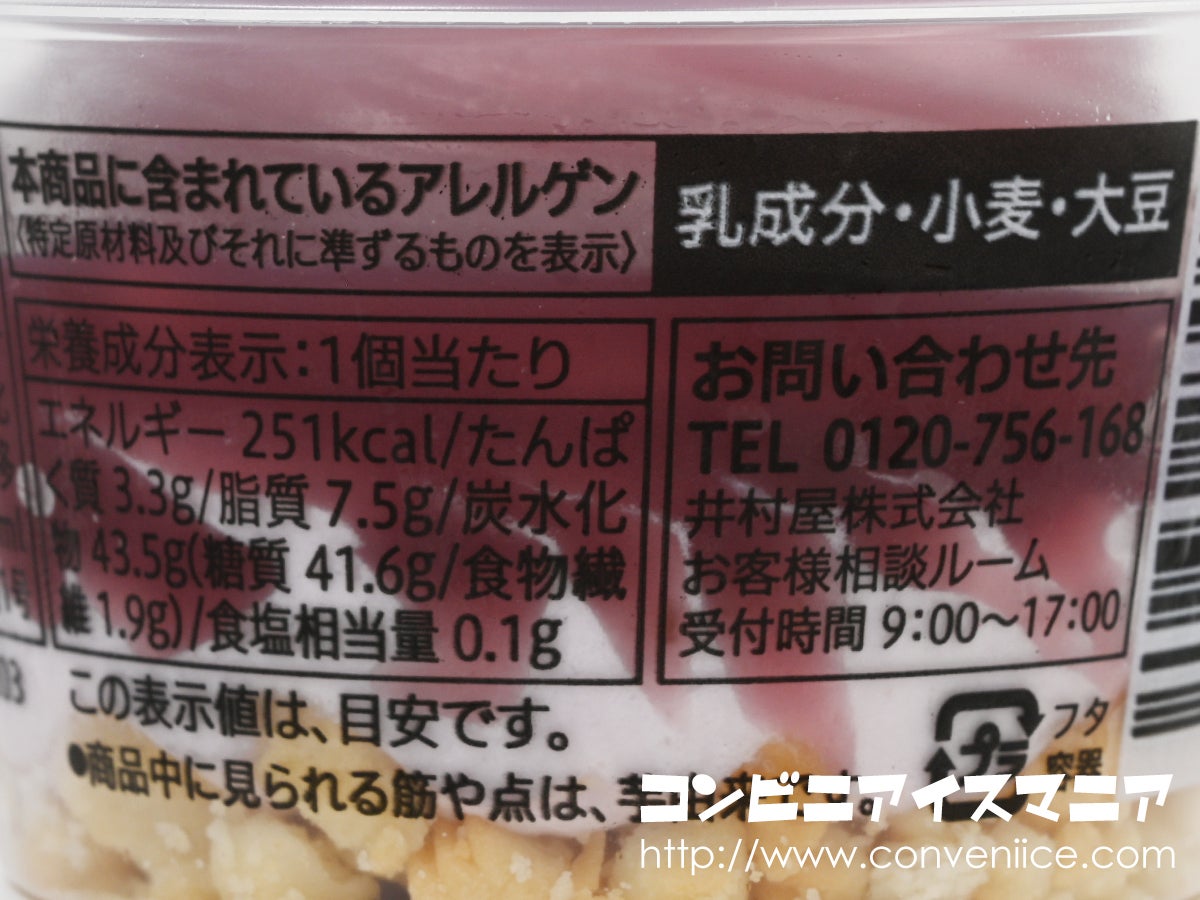 本商品に含まれているアレルゲン
〈特定原材料及びそれに準ずるものを表示〉
乳成分・小麦・大豆
栄養成分表示：1個当たり
エネルギー 251kcal/たんぱ
く質 3.3g/脂質 7.5g/炭水化
物 43.5g(糖質 41.6g/食物繊
維 1.9g)/食塩相当量 0.1g
お問い合わせ先
TEL 0120-756-168
井村屋株式会社
お客様相談ルーム
受付時間 9:00～17:00
この表示値は、目安です。
●商品中に見られる筋や点は、
プラ
フタ
容器
号
03
コンビニアイスマニア
http://www.conveniice.com